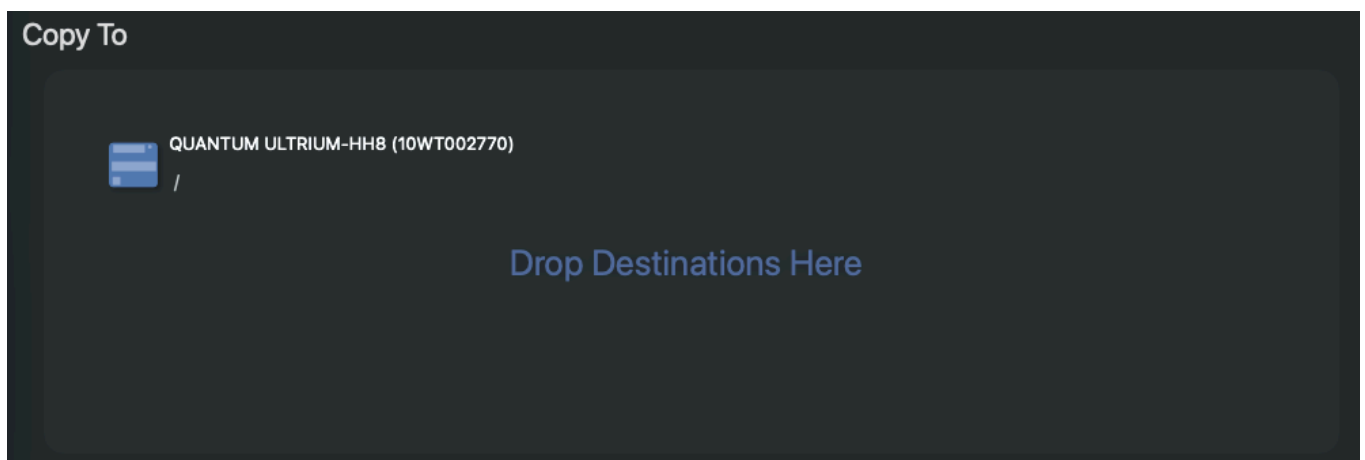 Copy To
QUANTUM ULTRIUM-HH8 (10WT002770)
/
Drop Destinations Here